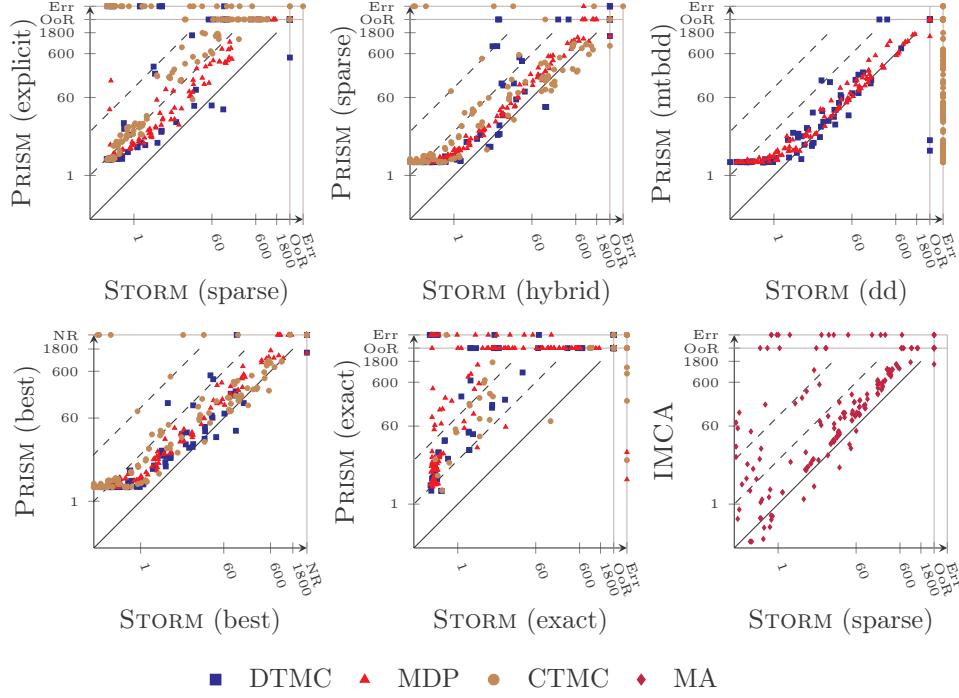 Err
OoR
1800
600
60
1
PRISM (explicit)
1
60
600
1800
OoR
Err
STORM (sparse)
Err
OoR
1800
600
60
1
PRISM (sparse)
1
60
600
1800
OoR
Err
STORM (hybrid)
Err
OoR
1800
600
60
1
PRISM (mtbdd)
1
60
600
1800
OoR
Err
STORM (dd)
NR
1800
600
60
1
PRISM (best)
1
60
600
1800
NR
STORM (best)
Err
OoR
1800
600
60
1
PRISM (exact)
1
60
600
1800
OoR
Err
STORM (exact)
Err
OoR
1800
600
60
1
IMCA
1
60
600
1800
OoR
Err
STORM (sparse)
DTMC MDP CTMC MA